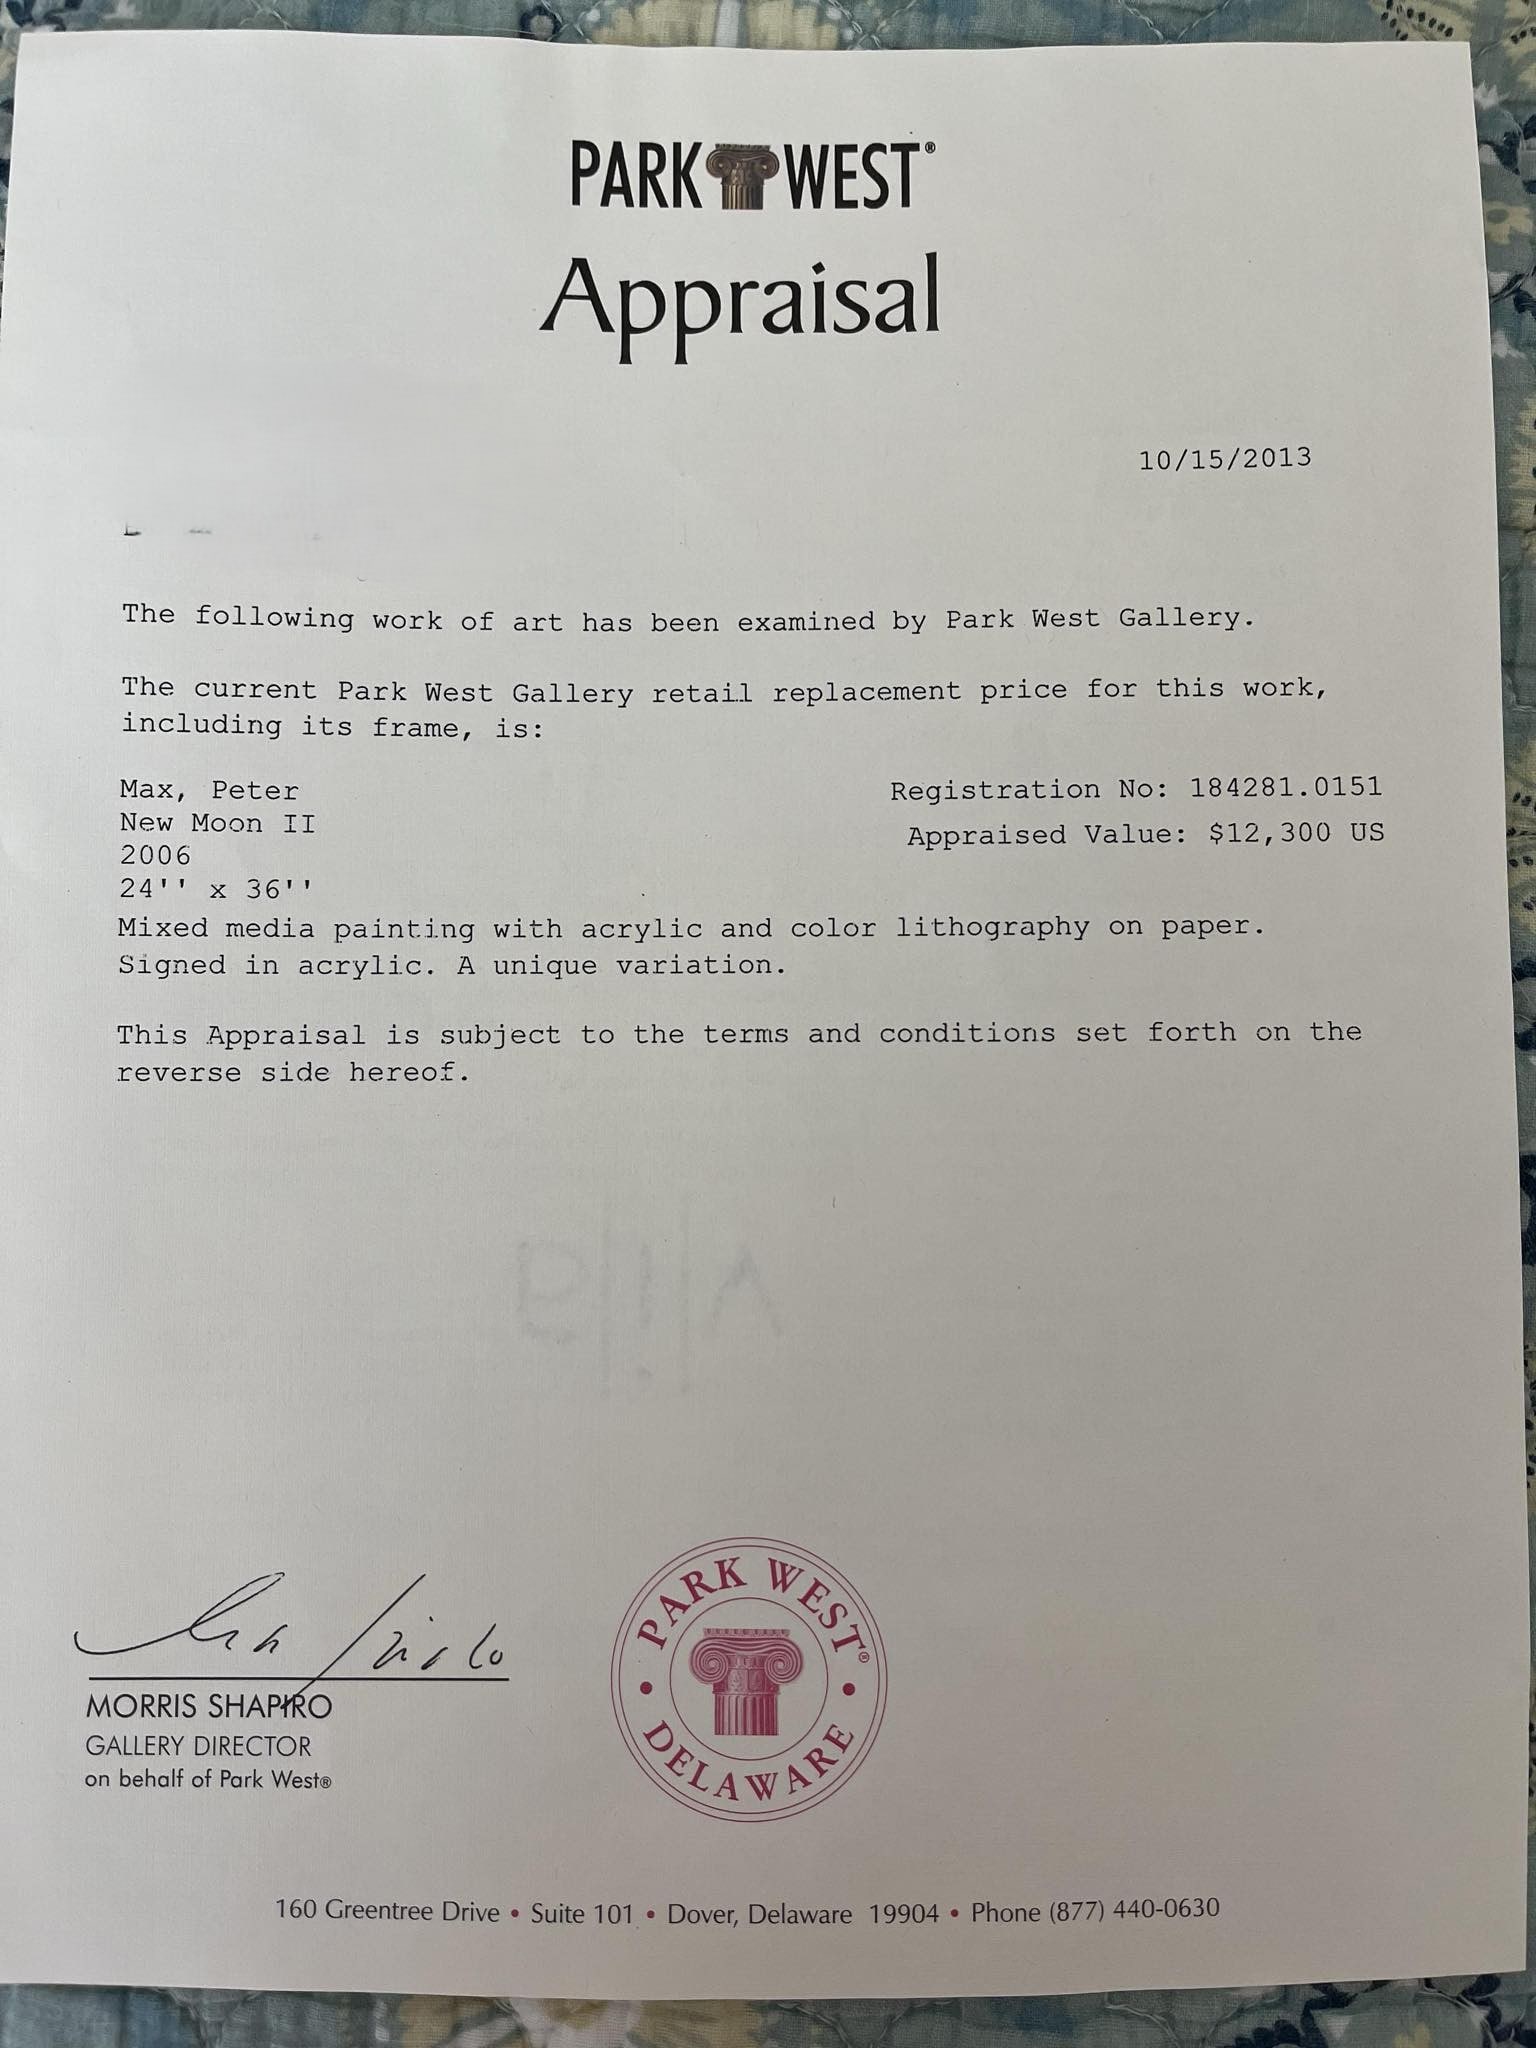 PARK WEST®
Appraisal
10/15/2013
The following work of art has been examined by Park West Gallery.
The current Park West Gallery retail replacement price for this work,
including its frame, is:
Max, Peter
New Moon II
2006
24'' x 36''
Registration No: 184281.0151
Appraised Value: $12,300 US
Mixed media painting with acrylic and color lithography on paper.
Signed in acrylic. A unique variation.
This Appraisal is subject to the terms and conditions set forth on the
reverse side hereof.
MORRIS SHAPIRO
GALLERY DIRECTOR
on behalf of Park West®
PARK WEST®
• DELAWARE •
160 Greentree Drive • Suite 101 • Dover, Delaware 19904 • Phone (877) 440-0630